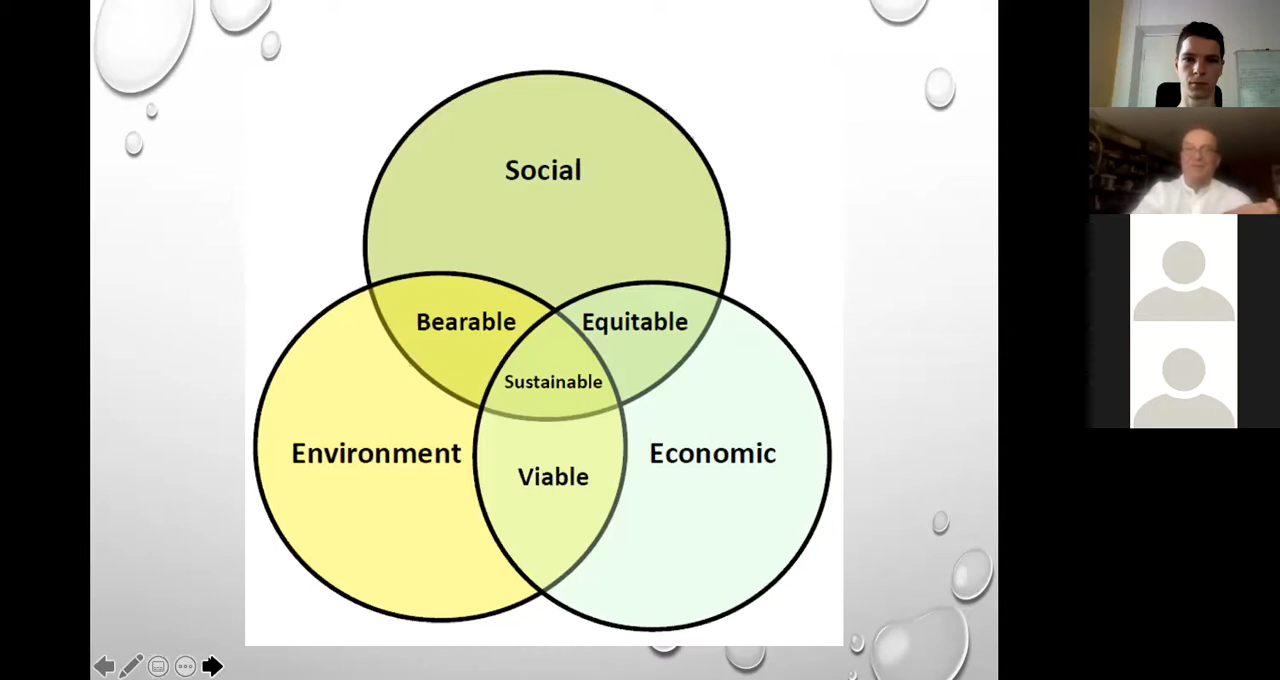 Social
Bearable
Equitable
Sustainable
Environment
Economic
Viable